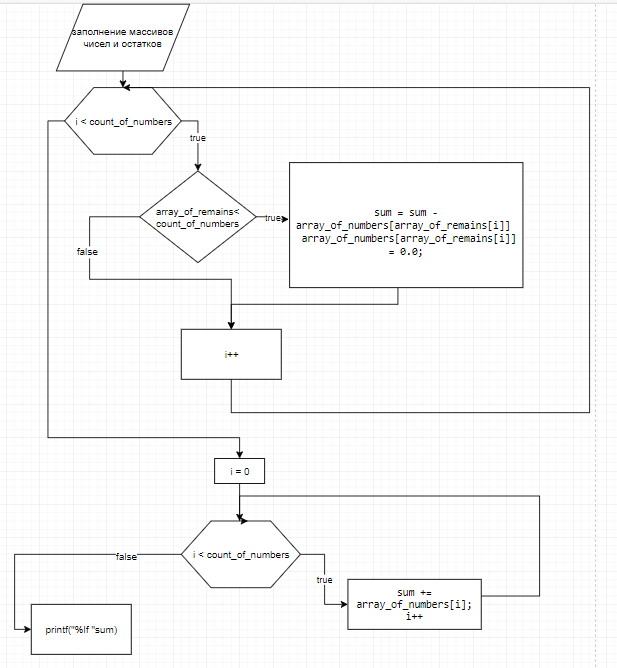 заполнение массивов
чисел и остатков
i < count_of_numbers
true
array_of_remains<
count_of_numbers
true
sum = sum -
array_of_numbers[array_of_remains[i]]
array_of_numbers[array_of_remains[i]]
= 0.0;
false
i++
i = 0
i < count_of_numbers
false
true
sum +=
array_of_numbers[i];
i++
printf("%lf "sum)